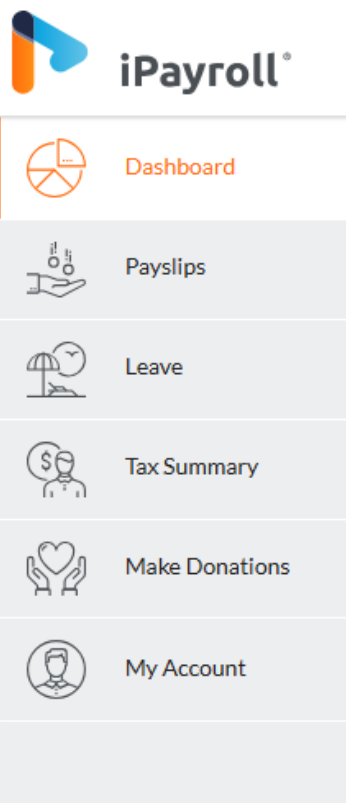 iPayroll®
Dashboard
Payslips
Leave
Tax Summary
Make Donations
My Account